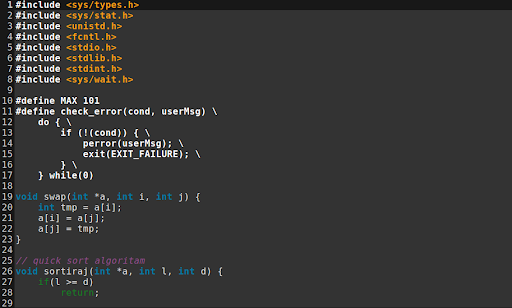 1 #include <sys/types.h>
2 #include <sys/stat.h>
3 #include <unistd.h>
4 #include <fcntl.h>
5 #include <stdio.h>
6 #include <stdlib.h>
7 #include <stdint.h>
8 #include <sys/wait.h>
9
10 #define MAX 101
11 #define check_error(cond, userMsg) \
12     do { \
13         if (!(cond)) { \
14             perror(userMsg); \
15             exit(EXIT_FAILURE); \
16         } \
17     } while(0)
18
19 void swap(int *a, int i, int j) {
20     int tmp = a[i];
21     a[i] = a[j];
22     a[j] = tmp;
23 }
24
25 // quick sort algoritam
26 void sortiraj(int *a, int l, int d) {
27     if(l >= d)
28         return;
29